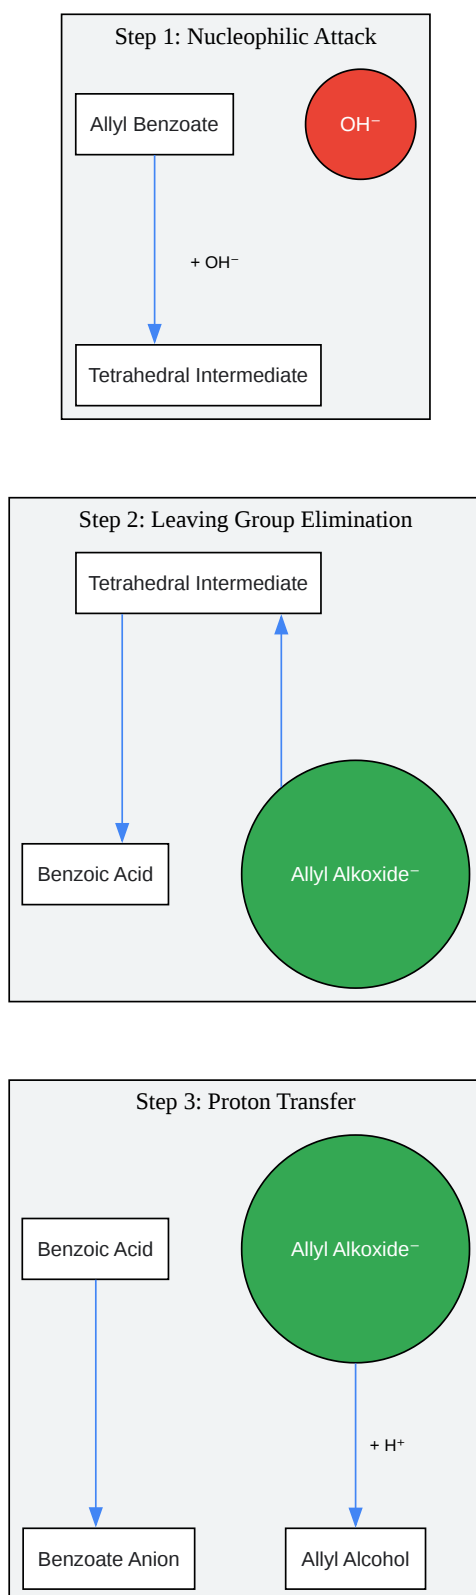 Step 1: Nucleophilic Attack
Allyl Benzoate
OH⁻
+ OH⁻
Tetrahedral Intermediate
Step 2: Leaving Group Elimination
Tetrahedral Intermediate
Benzoic Acid
Allyl Alkoxide⁻
Step 3: Proton Transfer
Benzoic Acid
Allyl Alkoxide⁻
+ H⁺
Benzoate Anion
Allyl Alcohol